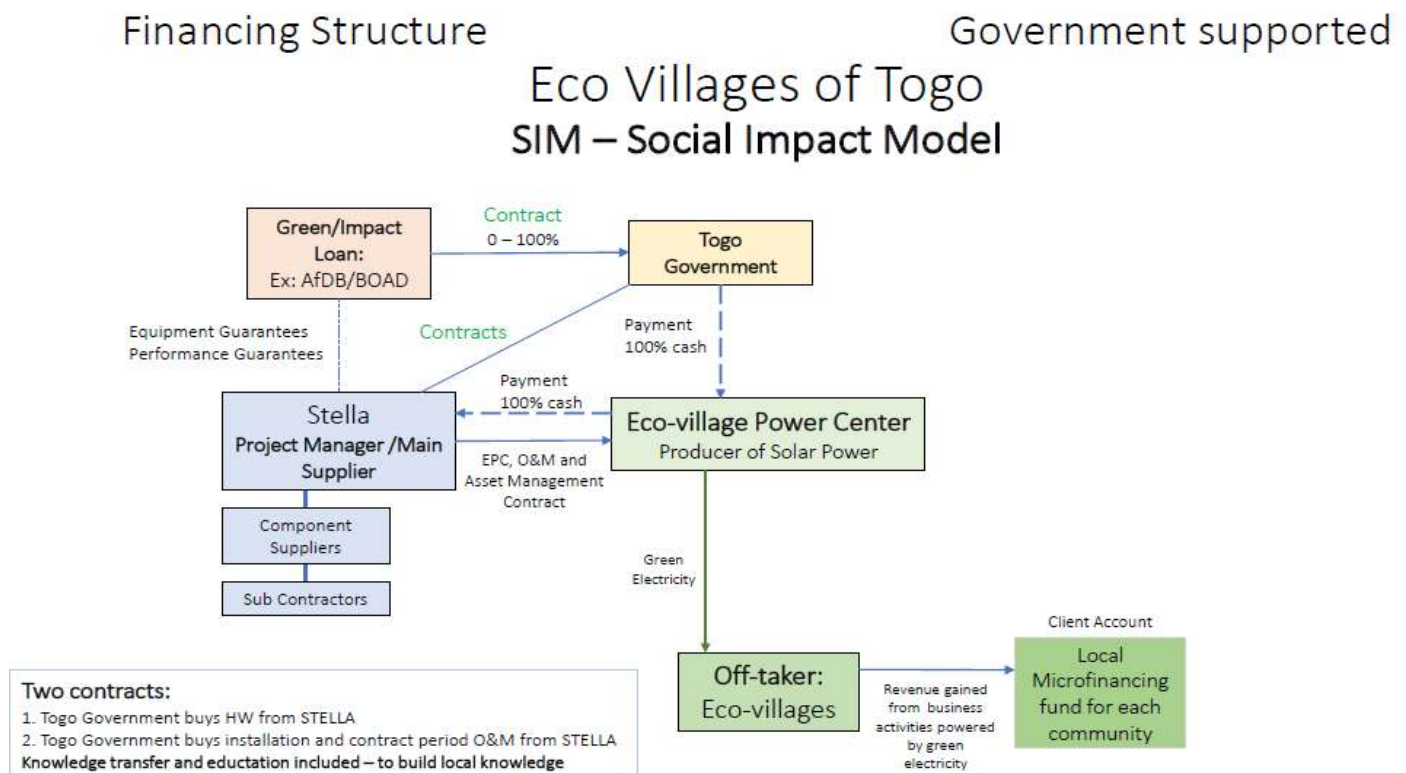 Financing Structure
Government supported
Eco Villages of Togo
SIM – Social Impact Model
Green/Impact
Loan:
Ex: AfDB/BOAD
Contract
0 – 100%
Togo
Government
Equipment Guarantees
Performance Guarantees
Contracts
Payment
100% cash
Stella
Project Manager /Main
Supplier
Payment
100% cash
EPC, O&M and
Asset Management
Contract
Eco-village Power Center
Producer of Solar Power
Component
Suppliers
Sub Contractors
Green
Electricity
Off-taker:
Eco-villages
Revenue gained
from business
activities powered
by green
electricity
Client Account
Local
Microfinancing
fund for each
community
Two contracts:
1. Togo Government buys HW from STELLA
2. Togo Government buys installation and contract period O&M from STELLA
Knowledge transfer and eductation included – to build local knowledge